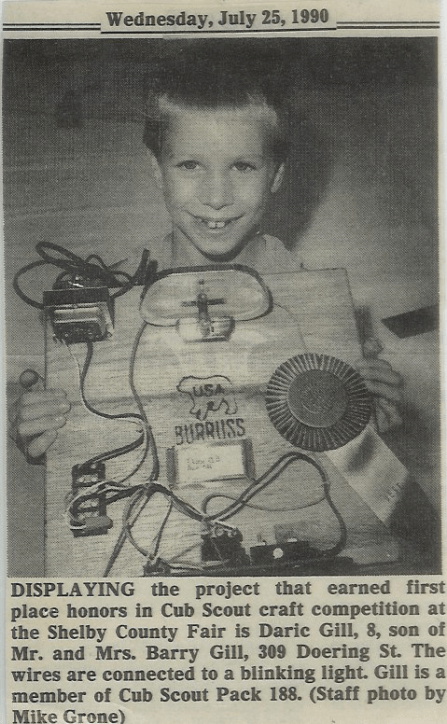 Wednesday, July 25, 1990
USA
BURRUSS
1ST
DISPLAYING the project that earned first
place honors in Cub Scout craft competition at
the Shelby County Fair is Daric Gill, 8, son of
Mr. and Mrs. Barry Gill, 309 Doering St. The
wires are connected to a blinking light. Gill is a
member of Cub Scout Pack 188. (Staff photo by
Mike Grone)